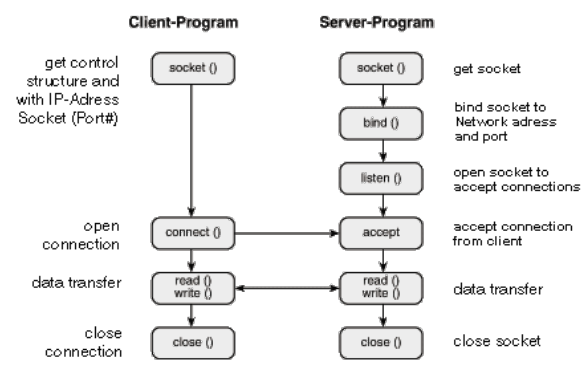 Client-Program Server-Program
get control
structure and
with IP-Adress
Socket (Port#)
socket ()
socket ()
get socket
bind ()
bind socket to
Network adress
and port
listen ()
open socket to
accept connections
open
connection
connect ()
accept
accept connection
from client
data transfer
read ()
write ()
read ()
write ()
data transfer
close
connection
close ()
close ()
close socket